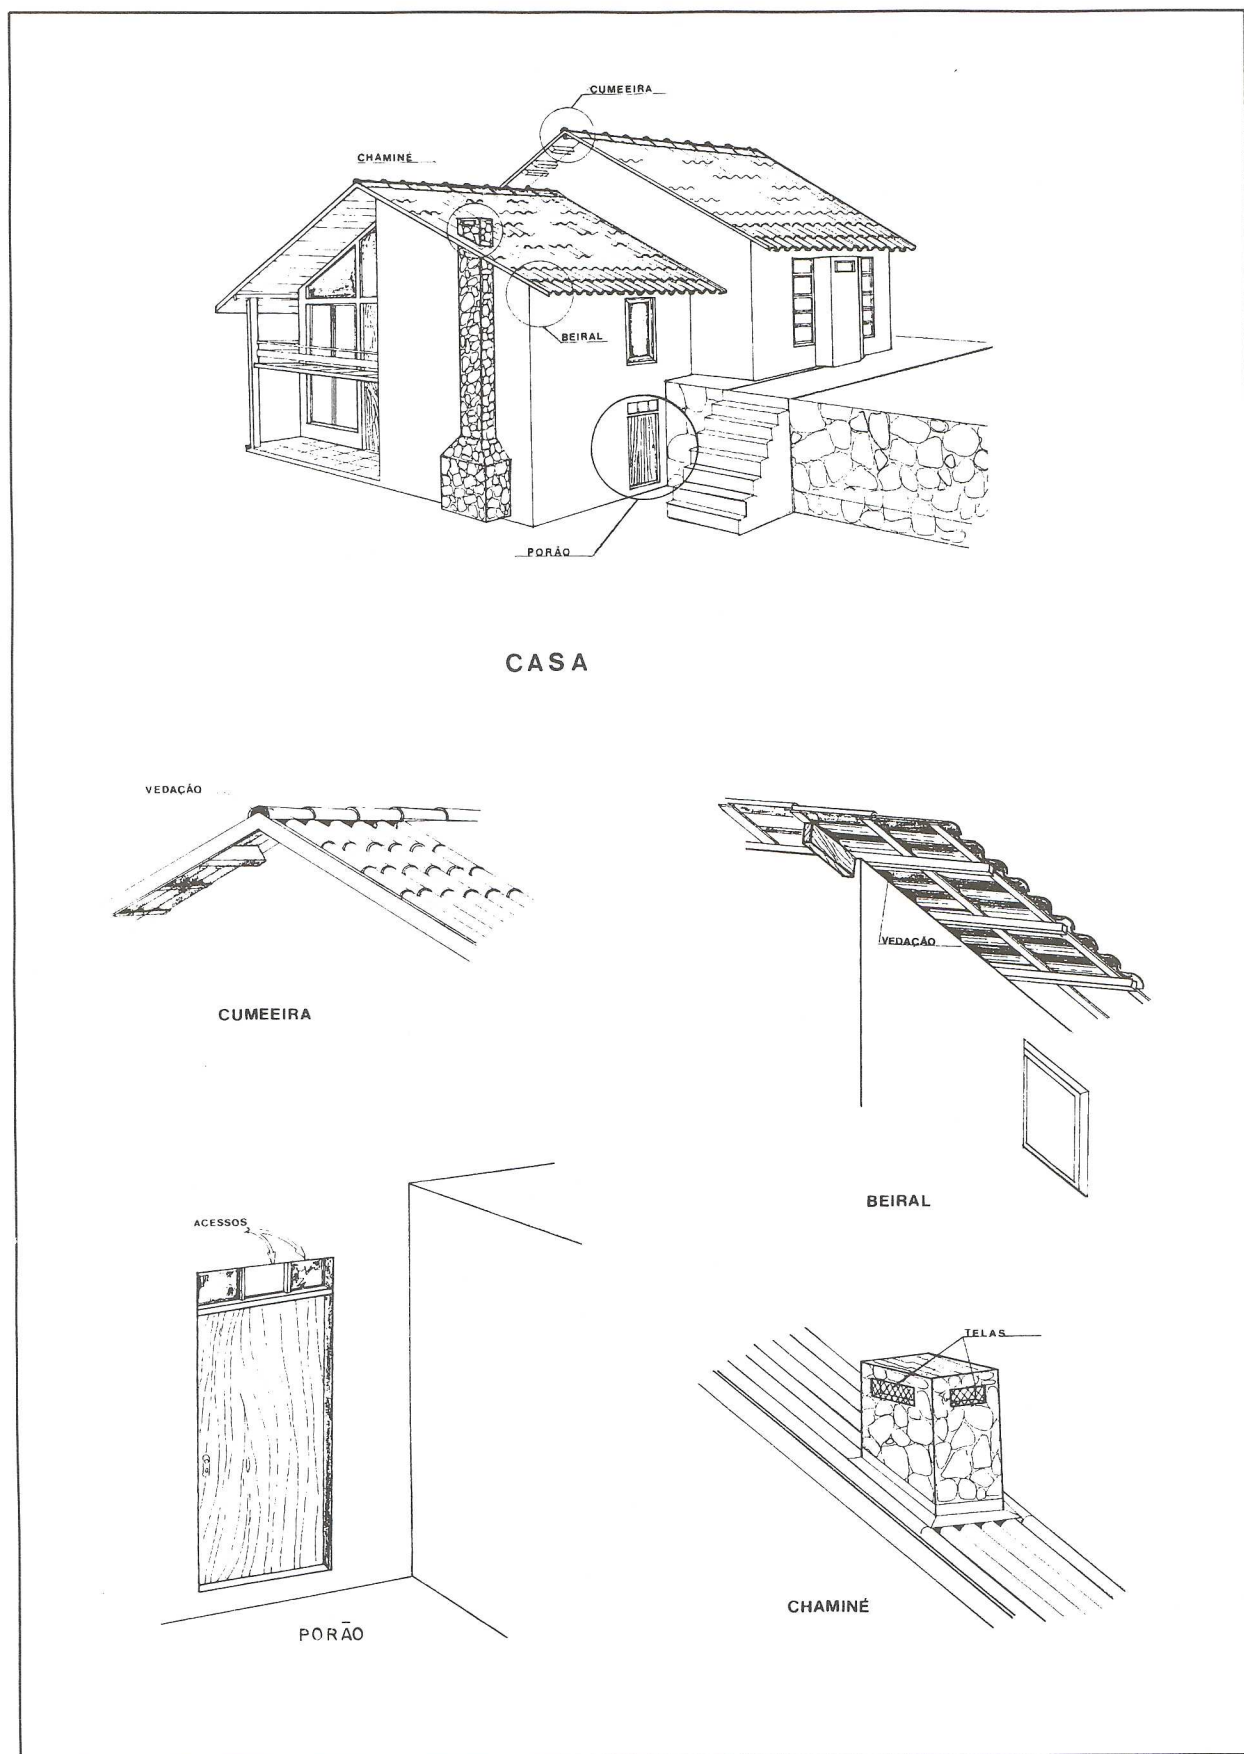 CUMEEIRA
CHAMINÉ
BEIRAL
PORÃO
CASA
VEDAÇÃO
VEDAÇÃO
CUMEEIRA
BEIRAL
ACESSOS
TELAS
CHAMINÉ
PORÃO